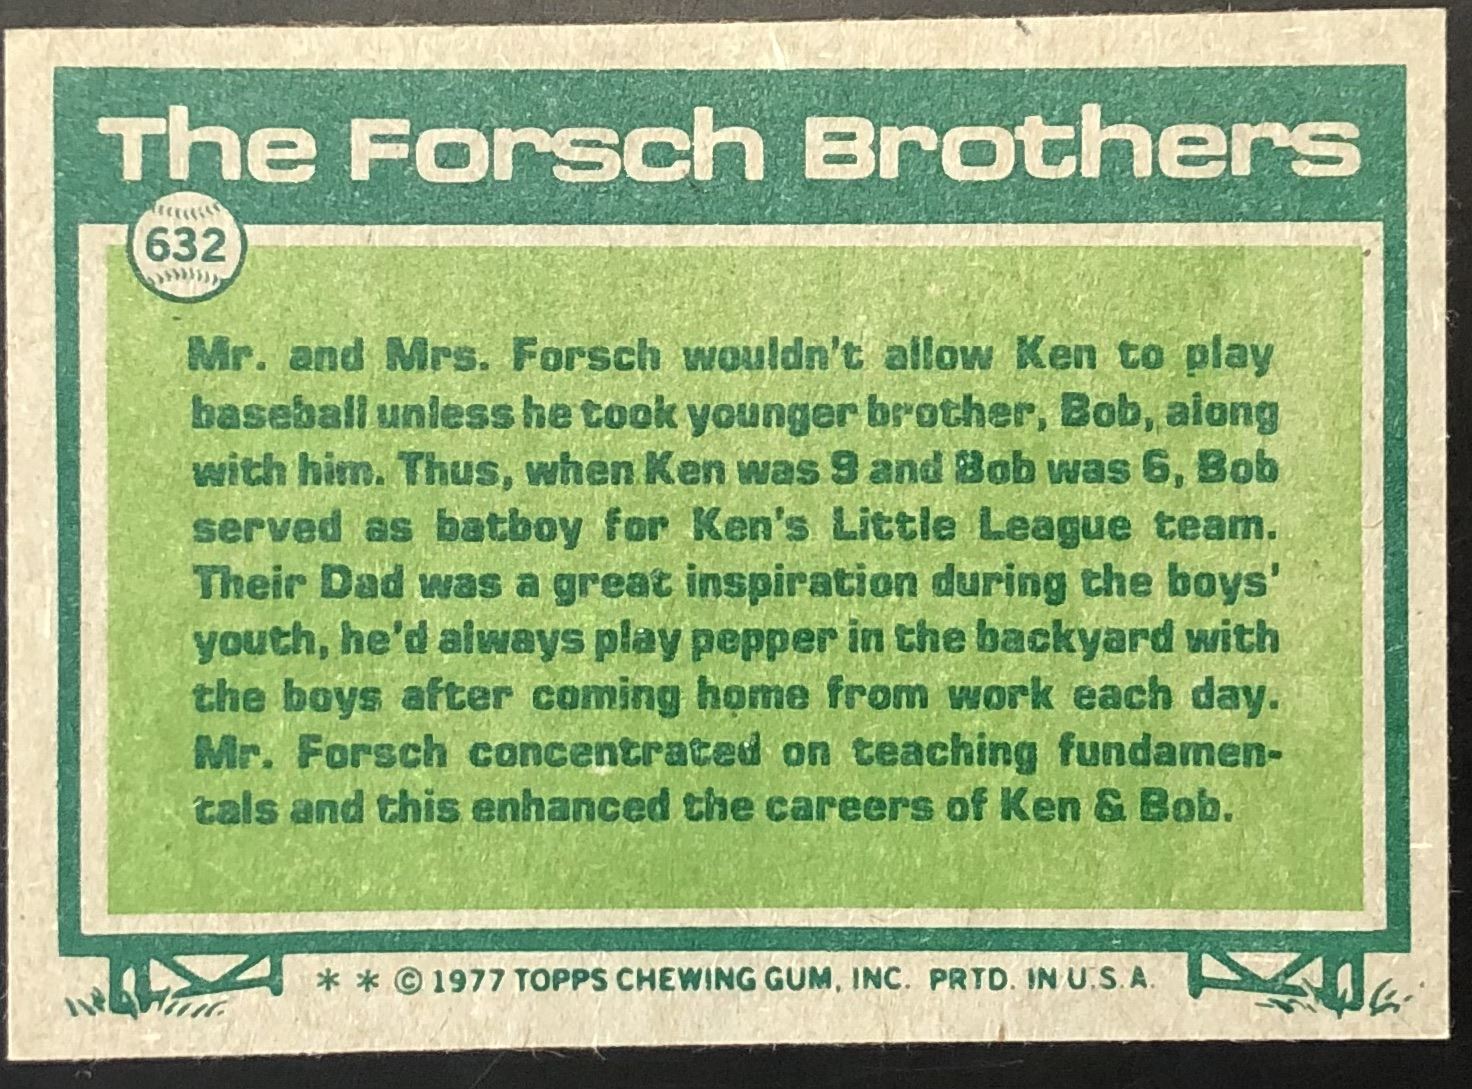 The Forsch Brothers
632
Mr. and Mrs. Forsch wouldn't allow Ken to play
baseball unless he took younger brother, Bob, along
with him. Thus, when Ken was 9 and Bob was 6, Bob
served as batboy for Ken's Little League team.
Their Dad was a great inspiration during the boys'
youth, he'd always play pepper in the backyard with
the boys after coming home from work each day.
Mr. Forsch concentrated on teaching fundamen-
tals and this enhanced the careers of Ken & Bob.
* * © 1977 TOPPS CHEWING GUM, INC. PRTD. IN U.S.A.